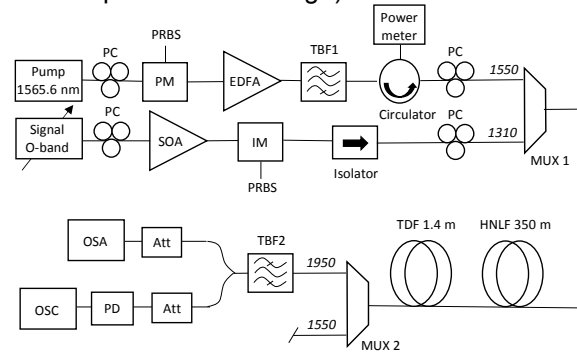 Power
meter
PRBS
PC
TBF1
PC
1550
Pump
1565.6 nm
PM
EDFA
Circulator
PC
PC
1310
Signal
O-band
SOA
IM
Isolator
MUX 1
PRBS
TDF 1.4 m
HNLF 350 m
OSA
Att
TBF2
1950
OSC
PD
Att
1550
MUX 2